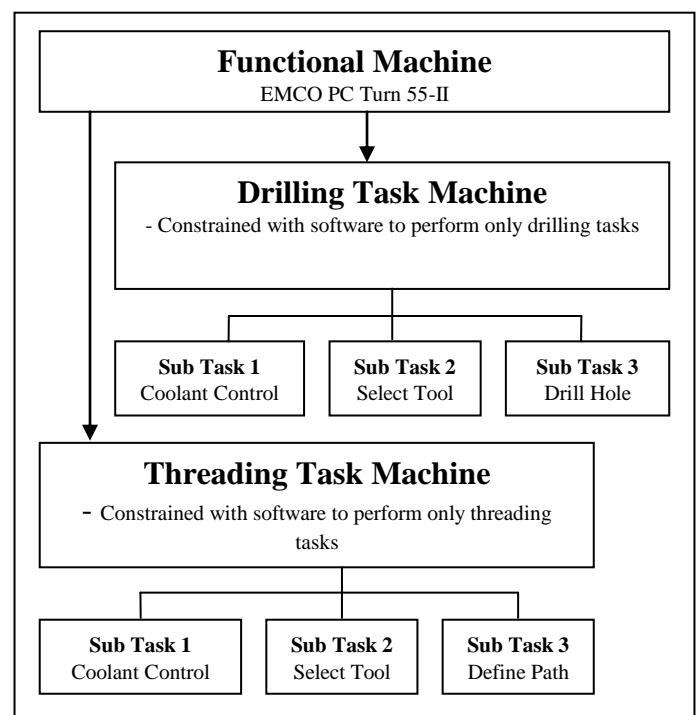 Functional Machine
EMCO PC Turn 55-II
Drilling Task Machine
- Constrained with software to perform only drilling tasks
Sub Task 1
Coolant Control
Sub Task 2
Select Tool
Sub Task 3
Drill Hole
Threading Task Machine
- Constrained with software to perform only threading
tasks
Sub Task 1
Coolant Control
Sub Task 2
Select Tool
Sub Task 3
Define Path